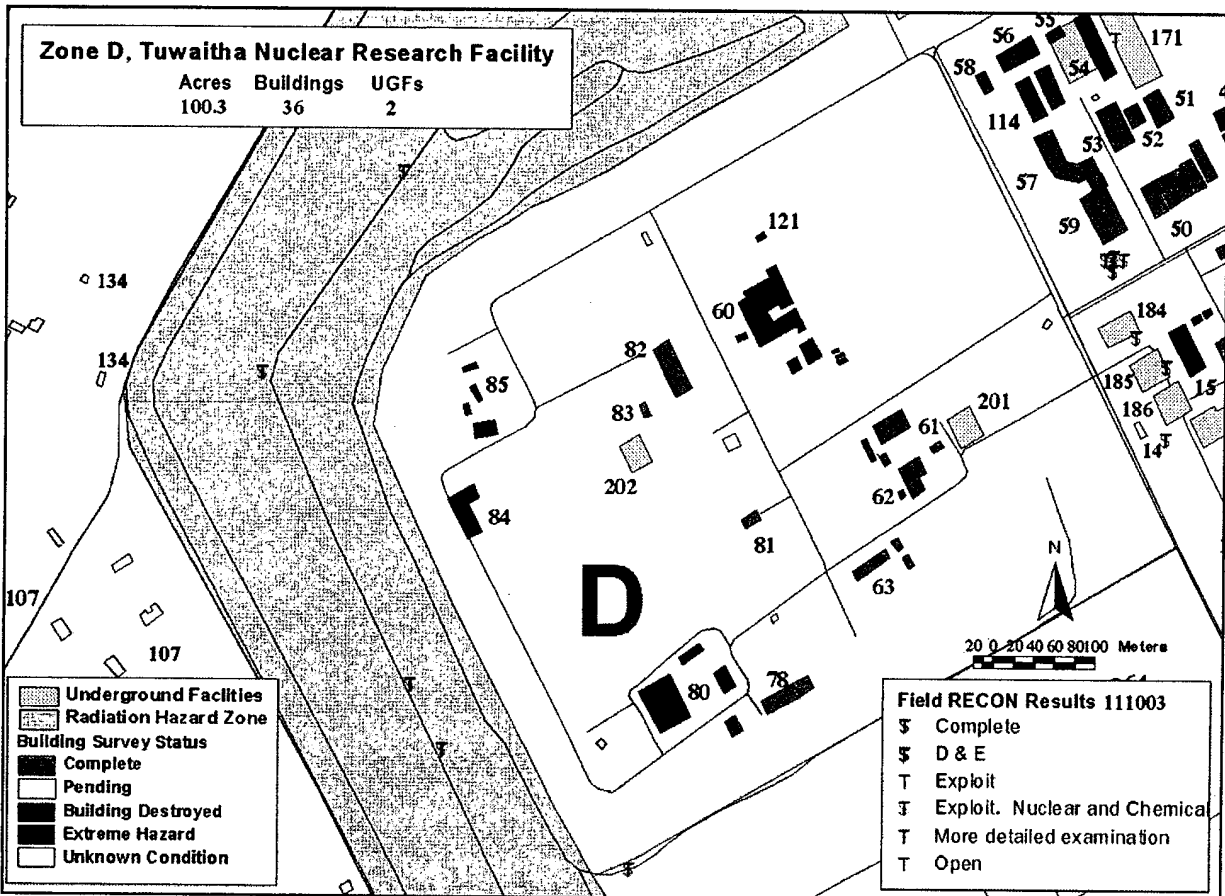 Zone D, Tuwaitha Nuclear Research Facility
Acres Buildings UGFs
100.3 36 2
55
56
171
58
54
114
51
53
52
57
59
50
121
134
60
184
134
82
85
185
15
83
61
201
186
14
202
62
84
81
63
D
N
107
20 0 20 40 60 80100 Meters
107
80
78
Underground Facilities
Radiation Hazard Zone
Building Survey Status
Complete
Pending
Building Destroyed
Extreme Hazard
Unknown Condition
Field RECON Results 111003
Complete
D & E
Exploit
Exploit. Nuclear and Chemical
More detailed examination
Open